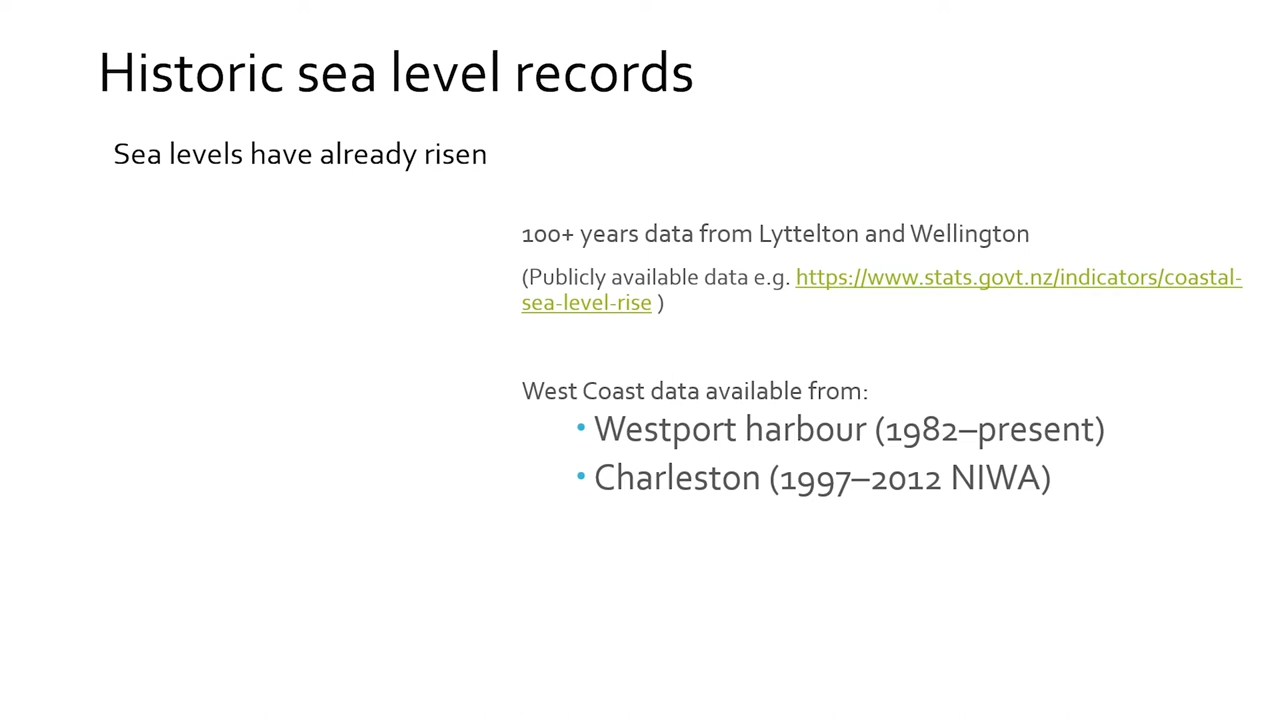 Historic sea level records
Sea levels have already risen
100+ years data from Lyttelton and Wellington
(Publicly available data e.g. https://www.stats.govt.nz/indicators/coastal-
sea-level-rise )
West Coast data available from:
• Westport harbour (1982–present)
• Charleston (1997–2012 NIWA)